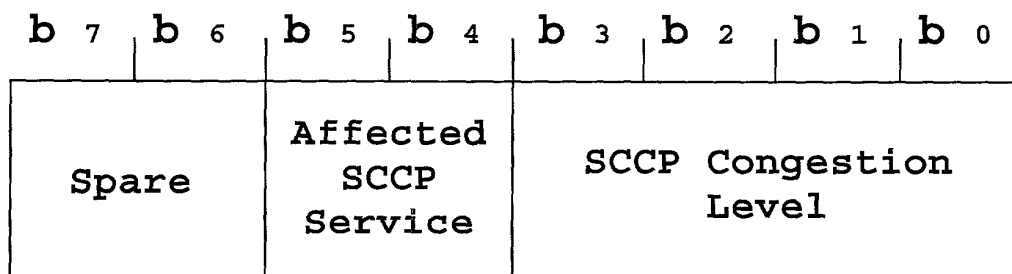 b 7 b 6 b 5 b 4 b 3 b 2 b 1 b 0
Spare
Affected
SCCP
Service
SCCP Congestion
Level